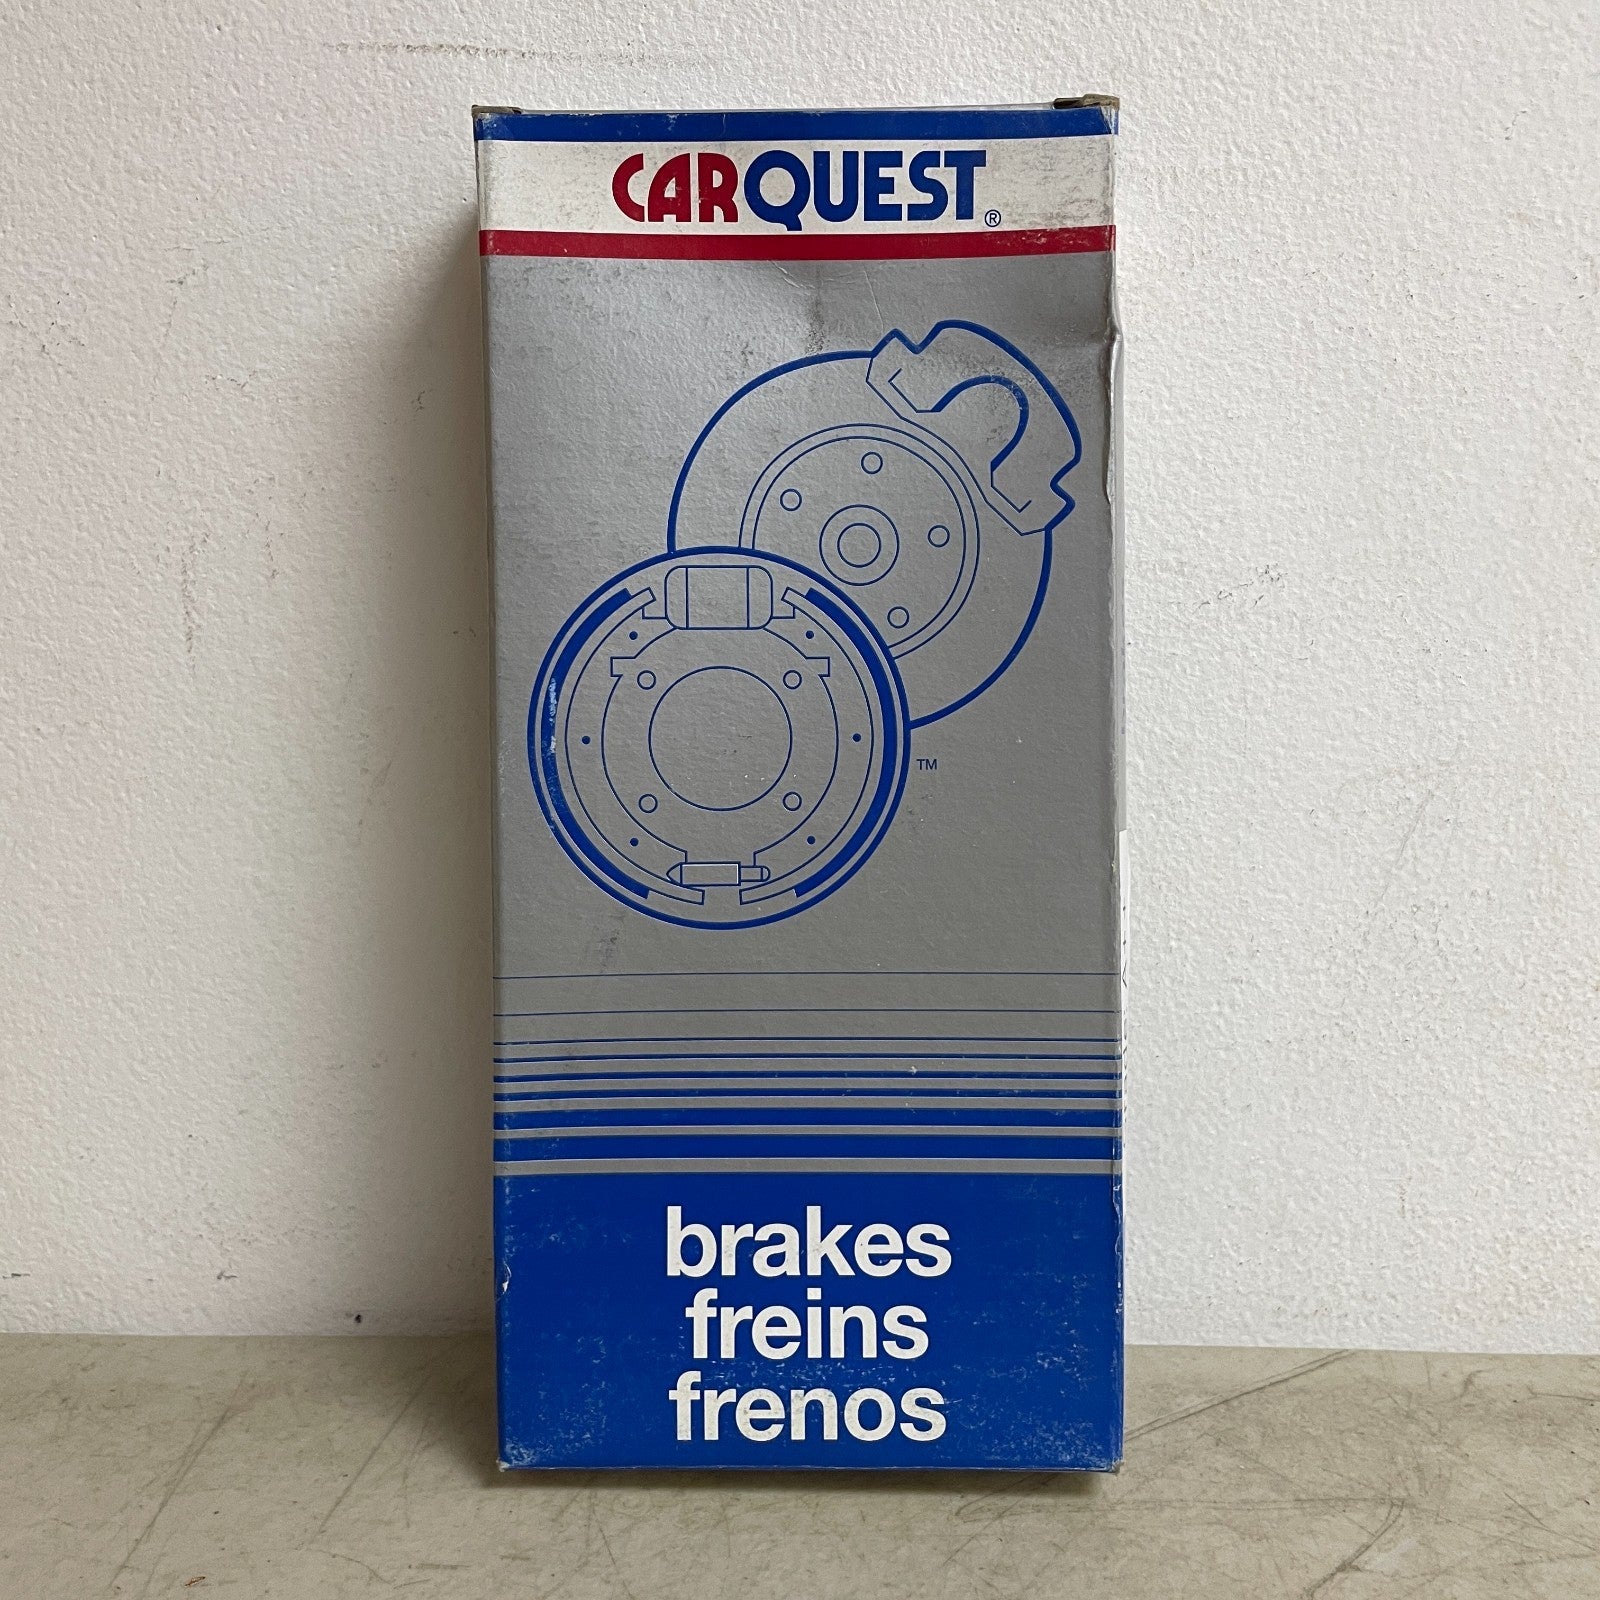 CARQUEST®
TM
brakes
freins
frenos